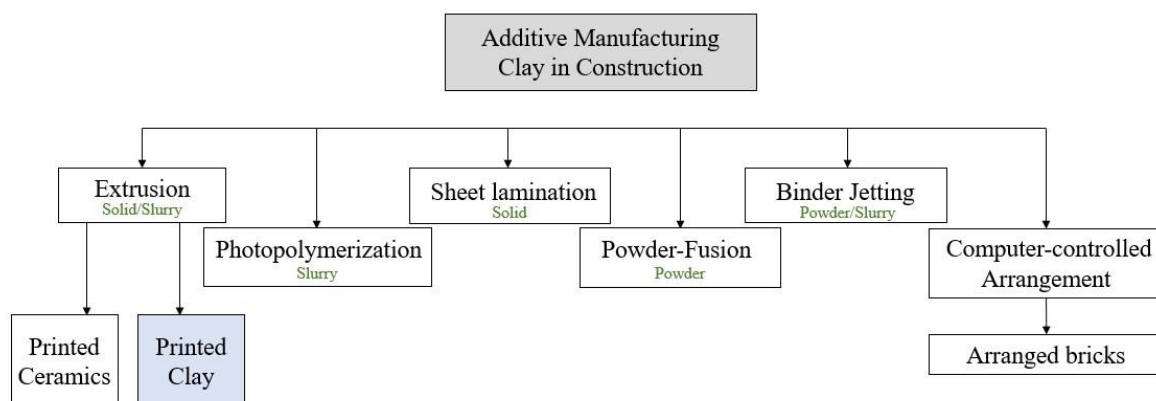 Additive Manufacturing
Clay in Construction
Extrusion
Solid/Slurry
Sheet lamination
Solid
Binder Jetting
Powder/Slurry
Photopolymerization
Slurry
Powder-Fusion
Powder
Computer-controlled
Arrangement
Printed
Ceramics
Printed
Clay
Arranged bricks